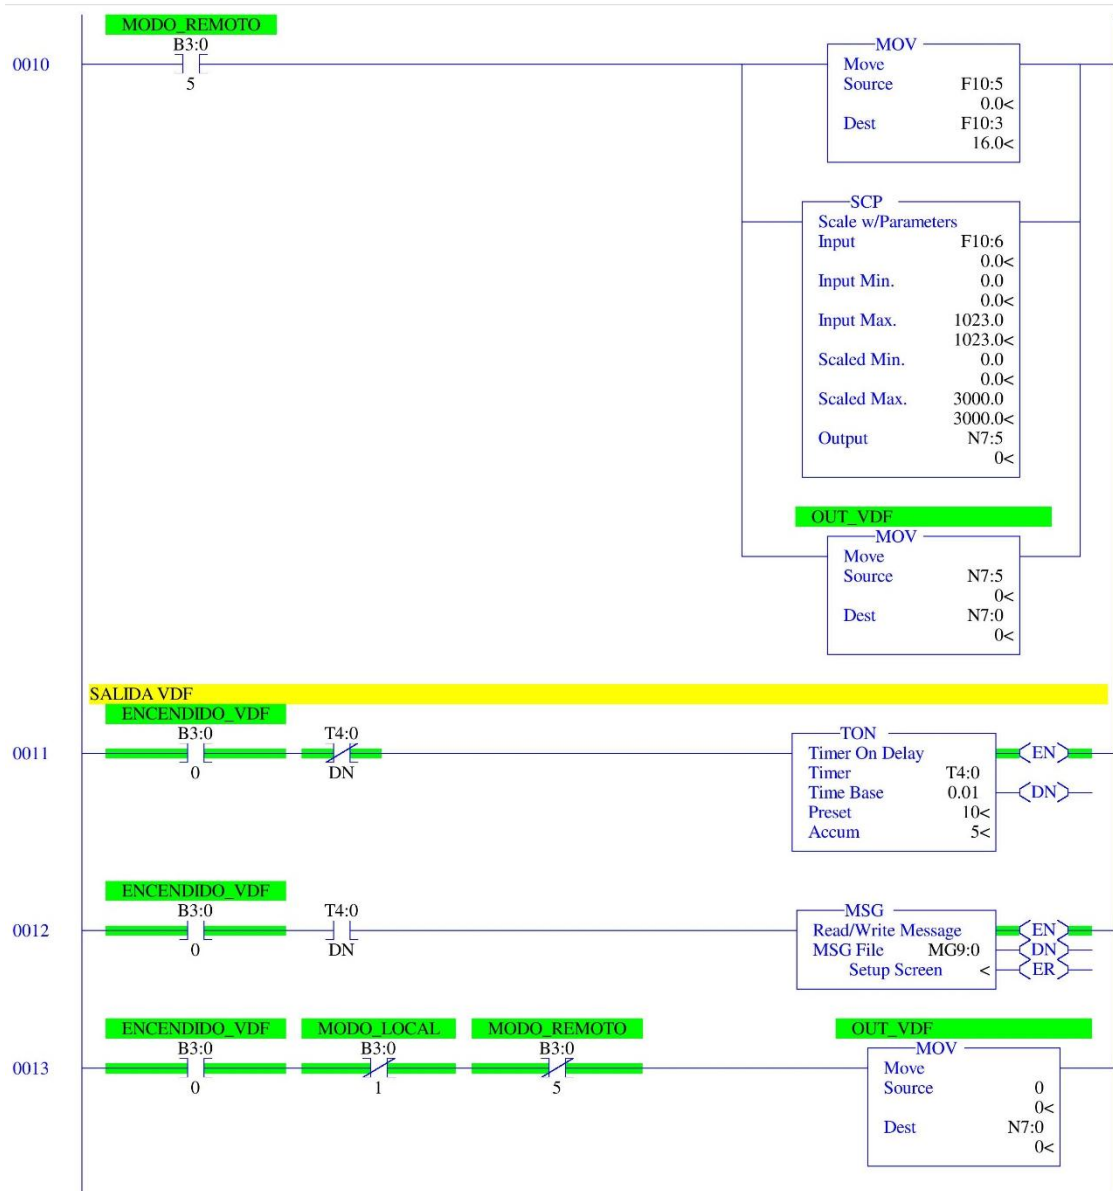 MODO_REMOTO
B3:0
0010
5
MOV
Move
Source F10:5
0.0<
Dest F10:3
16.0<
SCP
Scale w/Parameters
Input F10:6
0.0<
Input Min. 0.0
0.0<
Input Max. 1023.0
1023.0<
Scaled Min. 0.0
0.0<
Scaled Max. 3000.0
3000.0<
Output N7:5
0<
OUT_VDF
MOV
Move
Source N7:5
0<
Dest N7:0
0<
SALIDA VDF
ENCENDIDO_VDF
B3:0 T4:0
0011
0 DN
TON
Timer On Delay EN
Timer T4:0
Time Base 0.01 DN
Preset 10<
Accum 5<
ENCENDIDO_VDF
B3:0 T4:0
0012
0 DN
MSG
Read/Write Message EN
MSG File MG9:0 DN
Setup Screen < ER
ENCENDIDO_VDF MODO_LOCAL MODO_REMOTO OUT_VDF
B3:0 B3:0 B3:0
0013
0 1 5
MOV
Move
Source 0
0<
Dest N7:0
0<